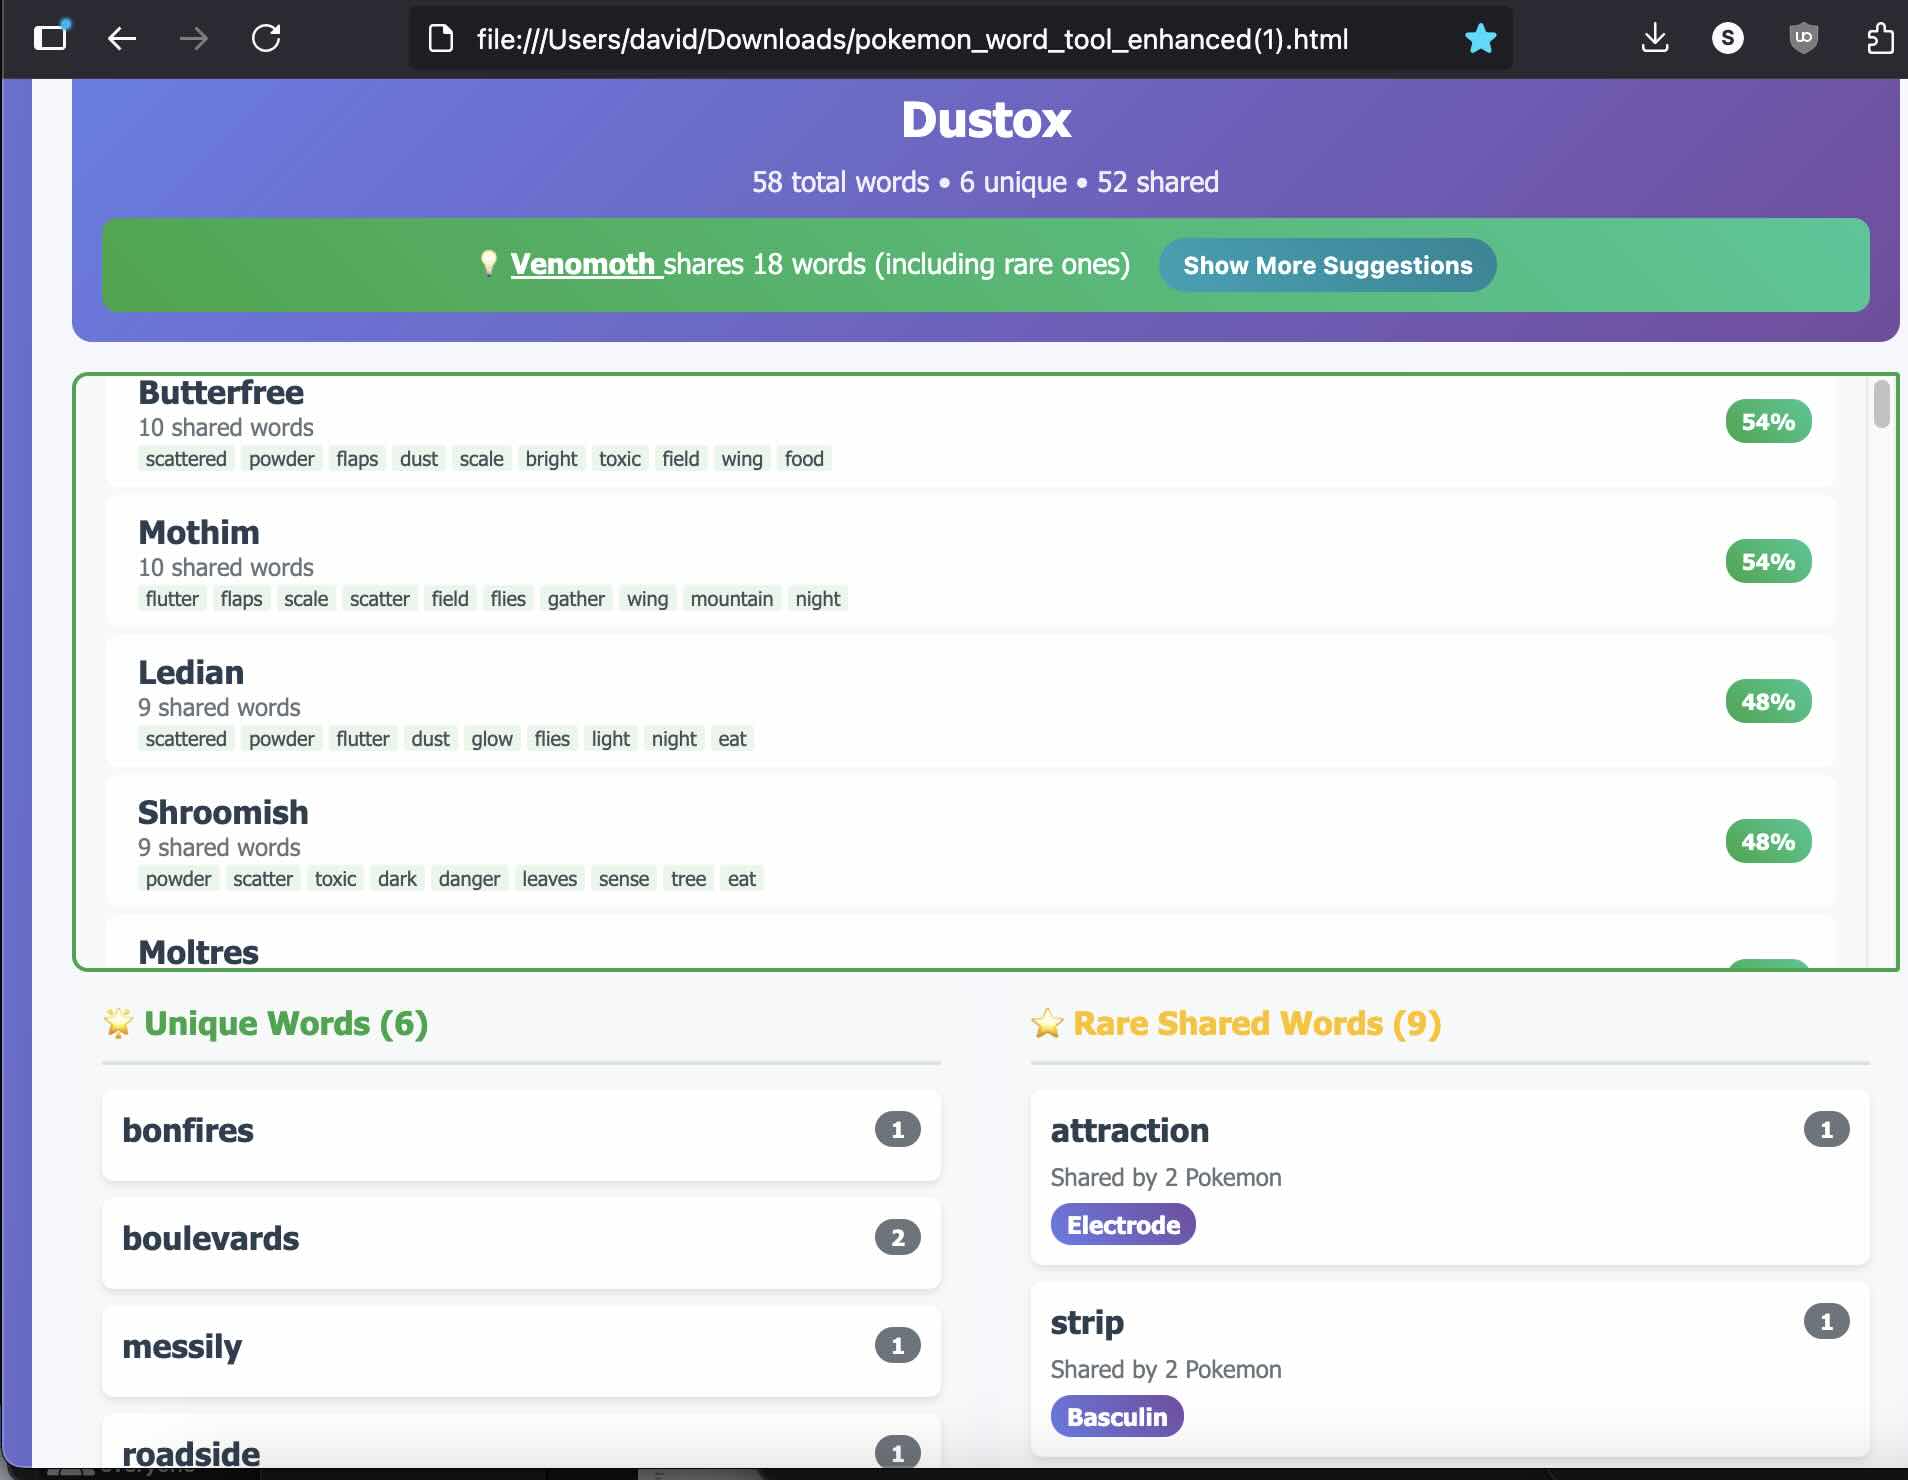 file:///Users/david/Downloads/pokemon_word_tool_enhanced(1).html
S
Dustox
58 total words • 6 unique • 52 shared
Venomoth shares 18 words (including rare ones)
Show More Suggestions
Butterfree
10 shared words
scattered powder flaps dust scale bright toxic field wing food
54%
Mothim
10 shared words
flutter flaps scale scatter field flies gather wing mountain night
54%
Ledian
9 shared words
scattered powder flutter dust glow flies light night eat
48%
Shroomish
9 shared words
powder scatter toxic dark danger leaves sense tree eat
48%
Moltres
Unique Words (6)
bonfires 1
boulevards 2
messily 1
roadside 1
Rare Shared Words (9)
attraction 1
Shared by 2 Pokemon
Electrode
strip 1
Shared by 2 Pokemon
Basculin